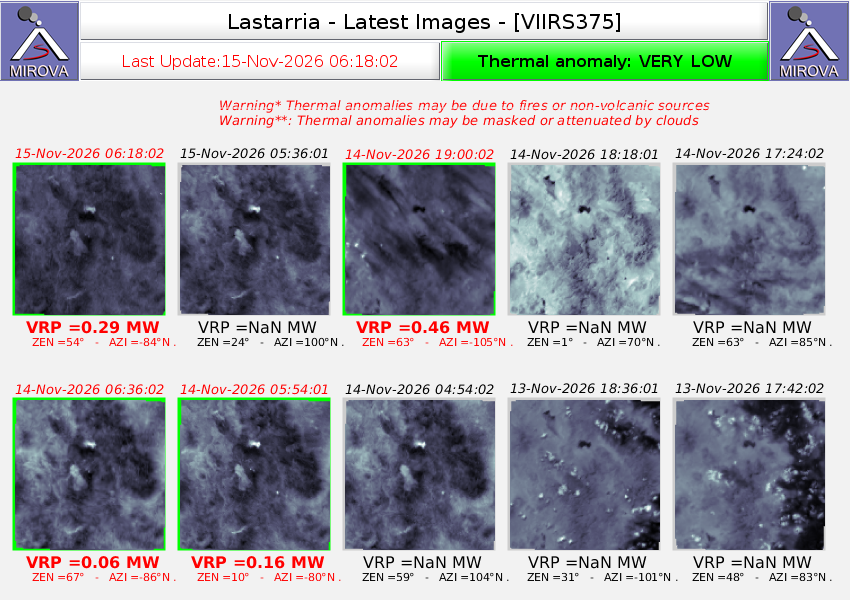 Lastarria - Latest Images - [VIIRS375]
MIROVA
Last Update:15-Nov-2026 06:18:02
Thermal anomaly: VERY LOW
MIROVA
Warning* Thermal anomalies may be due to fires or non-volcanic sources
Warning**: Thermal anomalies may be masked or attenuated by clouds
15-Nov-2026 06:18:02
15-Nov-2026 05:36:01
14-Nov-2026 19:00:02
14-Nov-2026 18:18:01
14-Nov-2026 17:24:02
VRP =0.29 MW
VRP =NaN MW
VRP =0.46 MW
VRP =NaN MW
VRP =NaN MW
ZEN =54° - AZI =-84°N .
ZEN =24° - AZI =100°N .
ZEN =63° - AZI =-105°N .
ZEN =1° - AZI =70°N .
ZEN =63° - AZI =85°N .
14-Nov-2026 06:36:02
14-Nov-2026 05:54:01
14-Nov-2026 04:54:02
13-Nov-2026 18:36:01
13-Nov-2026 17:42:02
VRP =0.06 MW
VRP =0.16 MW
VRP =NaN MW
VRP =NaN MW
VRP =NaN MW
ZEN =67° - AZI =-86°N .
ZEN =10° - AZI =-80°N .
ZEN =59° - AZI =104°N .
ZEN =31° - AZI =-101°N .
ZEN =48° - AZI =83°N .